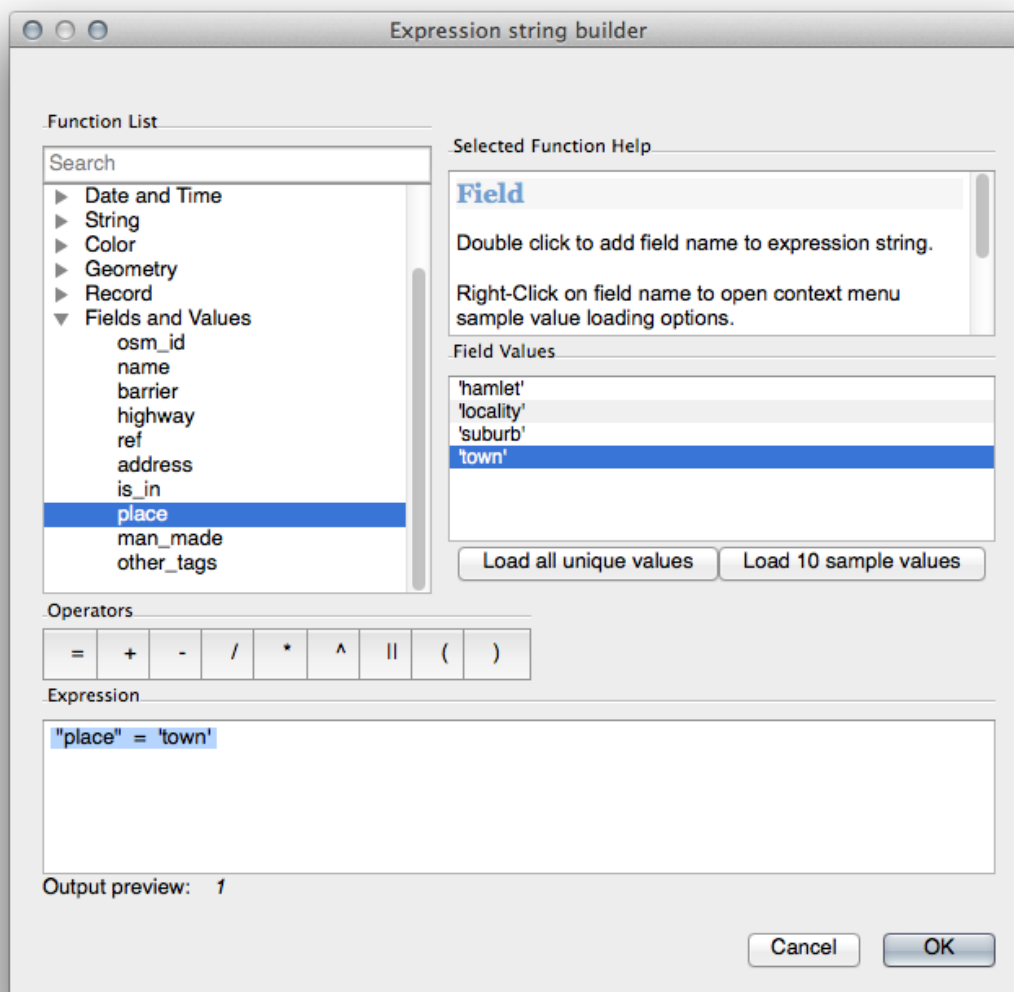 Expression string builder
Function List
Search
Date and Time
String
Color
Geometry
Record
Fields and Values
osm_id
name
barrier
highway
ref
address
is_in
place
man_made
other_tags
Selected Function Help
Field
Double click to add field name to expression string.
Right-Click on field name to open context menu
sample value loading options.
Field Values
'hamlet'
'locality'
'suburb'
'town'
Load all unique values Load 10 sample values
Operators
= + - / * ^ || ( )
Expression
"place" = 'town'
Output preview: 1
Cancel OK